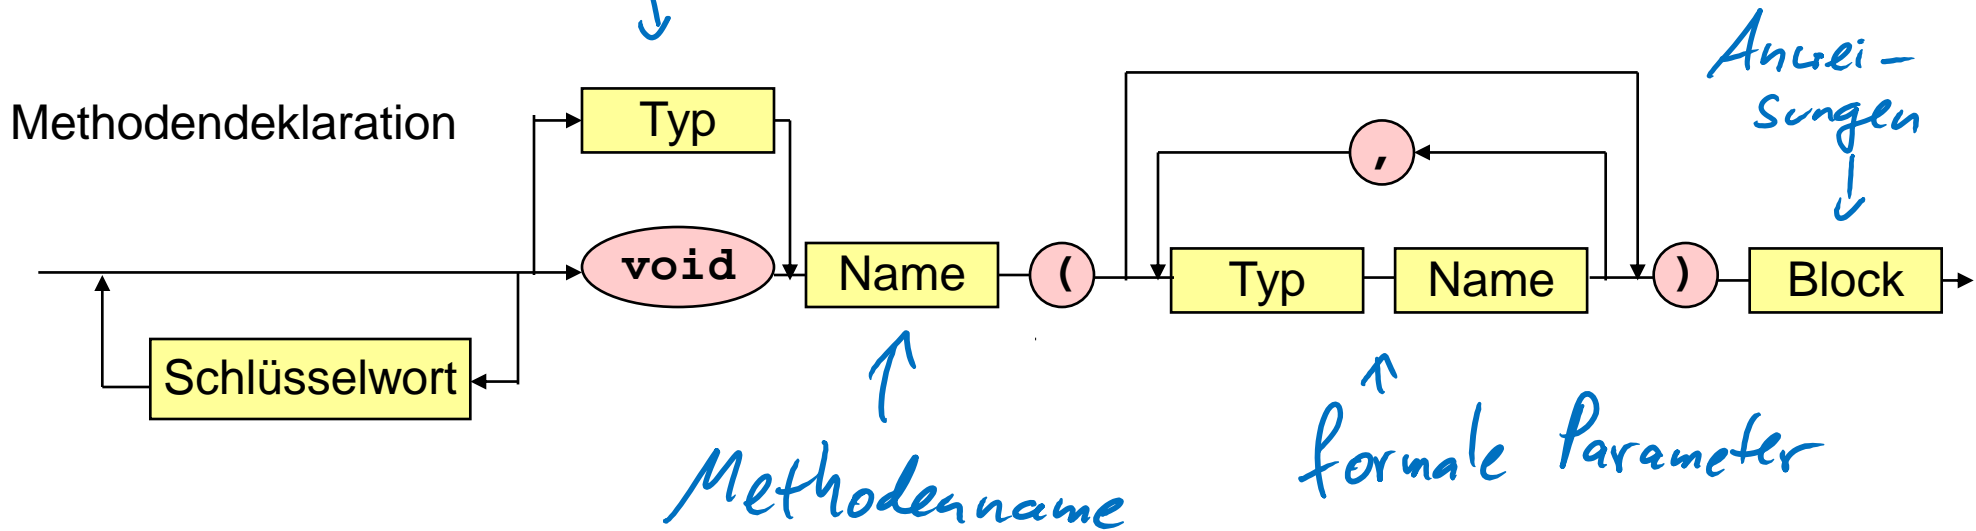 Anwei-
sungen
Methodendeklaration
Typ
,
void
Name
(
Typ
Name
)
Block
Schlüsselwort
Methodenname
formale Parameter